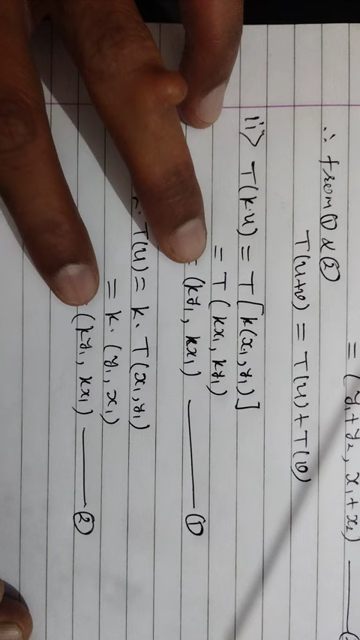 = (y₁+y₂, x₁+x₂) —
∴ from ① & ②
T(u+v) = T(u) + T(v)
ii) T(k·u) = T[k(x₁,y₁)]
= T(kx₁, ky₁)
= (ky₁, kx₁) — ①
k·T(u) = k·T(x₁,y₁)
= k·(y₁, x₁)
(ky₁, kx₁) — ②